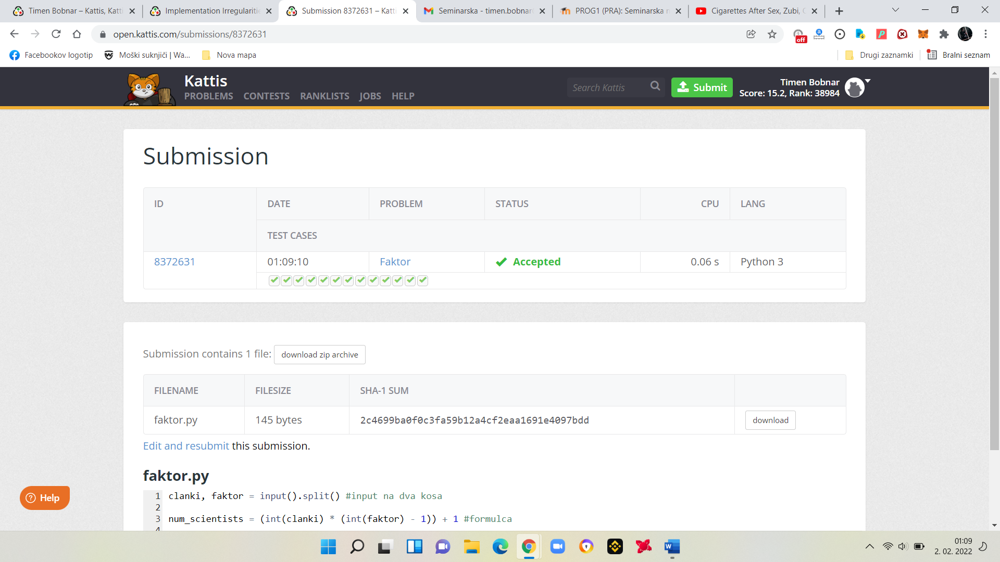 Timen Bobnar – Kattis, Katti
Implementation Irregularitie
Submission 8372631 – Katti
Seminarska - timen.bobnar
PROG1 (PRA): Seminarska n
Cigarettes After Sex, Zubi, C
open.kattis.com/submissions/8372631
off
Facebookov logotip
Moški suknjiči | Wa...
Nova mapa
Drugi zaznamki
Bralni seznam
Kattis
PROBLEMS CONTESTS RANKLISTS JOBS HELP
Search Kattis
Submit
Timen Bobnar
Score: 15.2, Rank: 38984
Submission
ID DATE PROBLEM STATUS CPU LANG
TEST CASES
8372631 01:09:10 Faktor Accepted 0.06 s Python 3
Submission contains 1 file: download zip archive
FILENAME FILESIZE SHA-1 SUM
faktor.py 145 bytes 2c4699ba0f0c3fa59b12a4cf2eaa1691e4097bdd download
Edit and resubmit this submission.
faktor.py
1 clanki, faktor = input().split() #input na dva kosa
2
3 num_scientists = (int(clanki) * (int(faktor) - 1)) + 1 #formulca
4
Help
01:09
2. 02. 2022